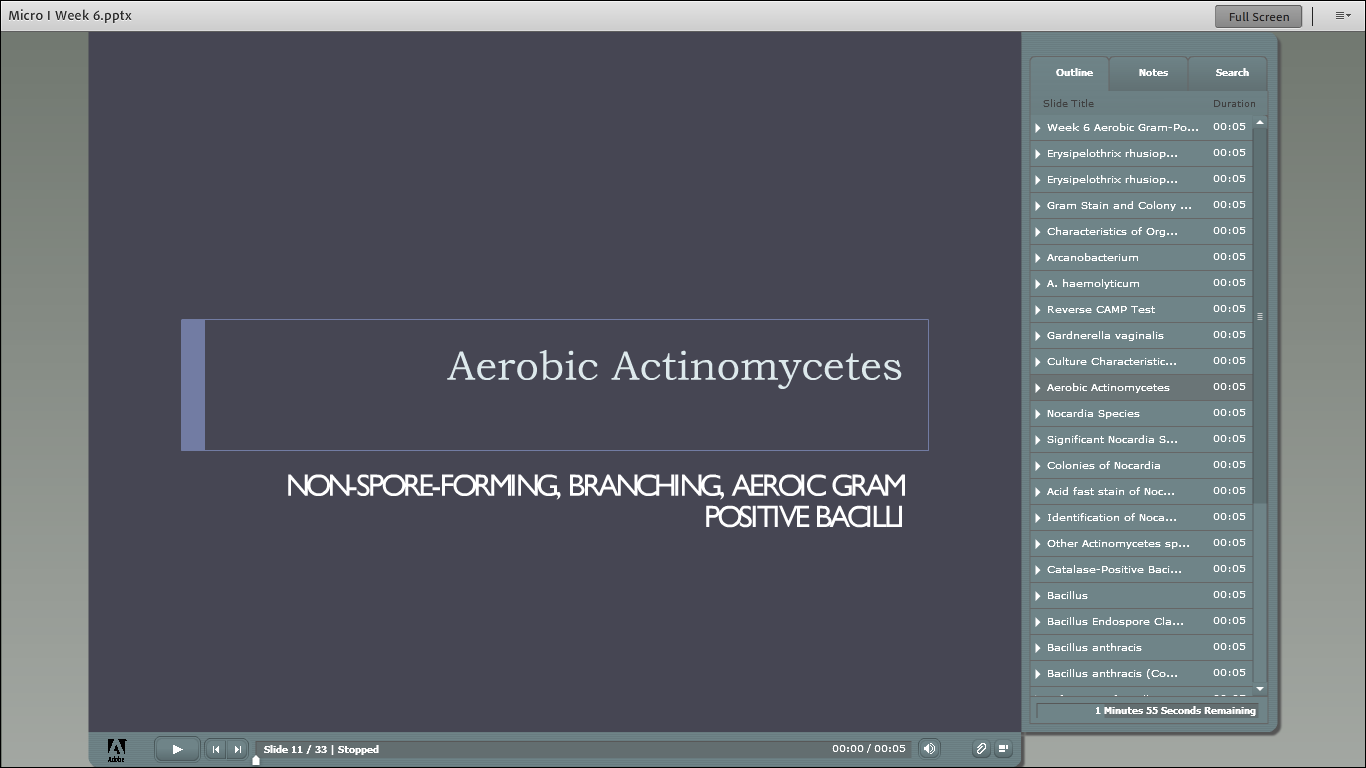 Micro I Week 6.pptx
Full Screen
Aerobic Actinomycetes
NON-SPORE-FORMING, BRANCHING, AEROIC GRAM
POSITIVE BACILLI
Outline Notes Search
Slide Title Duration
Week 6 Aerobic Gram-Po... 00:05
Erysipelothrix rhusiop... 00:05
Erysipelothrix rhusiop... 00:05
Gram Stain and Colony ... 00:05
Characteristics of Org... 00:05
Arcanobacterium 00:05
A. haemolyticum 00:05
Reverse CAMP Test 00:05
Gardnerella vaginalis 00:05
Culture Characteristic... 00:05
Aerobic Actinomycetes 00:05
Nocardia Species 00:05
Significant Nocardia S... 00:05
Colonies of Nocardia 00:05
Acid fast stain of Noc... 00:05
Identification of Noca... 00:05
Other Actinomycetes sp... 00:05
Catalase-Positive Baci... 00:05
Bacillus 00:05
Bacillus Endospore Cla... 00:05
Bacillus anthracis 00:05
Bacillus anthracis (Co... 00:05
1 Minutes 55 Seconds Remaining
Adobe
Slide 11 / 33 | Stopped 00:00 / 00:05